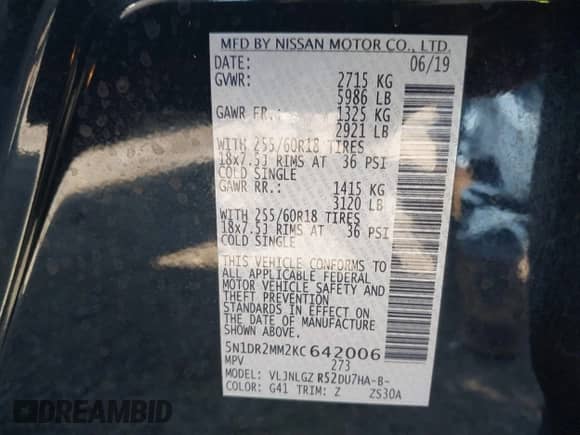 MFD BY NISSAN MOTOR CO., LTD.
DATE: 06/19
GVWR: 2715 KG
5986 LB
GAWR FR.: 1325 KG
2921 LB
WITH 255/60R18 TIRES
18x7.5J RIMS AT 36 PSI
COLD SINGLE
GAWR RR.: 1415 KG
3120 LB
WITH 255/60R18 TIRES
18x7.5J RIMS AT 36 PSI
COLD SINGLE
THIS VEHICLE CONFORMS TO
ALL APPLICABLE FEDERAL
MOTOR VEHICLE SAFETY AND
THEFT PREVENTION
STANDARDS IN EFFECT ON
THE DATE OF MANUFACTURE
SHOWN ABOVE.
5N1DR2MM2KC642006
MPV 273
MODEL: VLJNLGZ R52DU7HA-B-
COLOR: G41 TRIM: Z ZS30A
DREAMBID